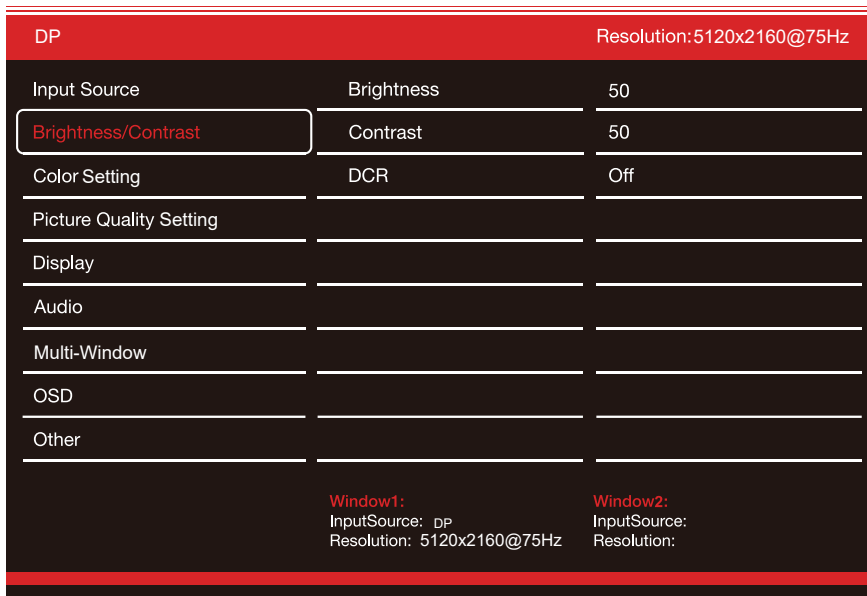 DP Resolution:5120x2160@75Hz
Input Source Brightness 50
Brightness/Contrast Contrast 50
Color Setting DCR Off
Picture Quality Setting
Display
Audio
Multi-Window
OSD
Other
Window1: Window2:
InputSource: DP InputSource:
Resolution: 5120x2160@75Hz Resolution: